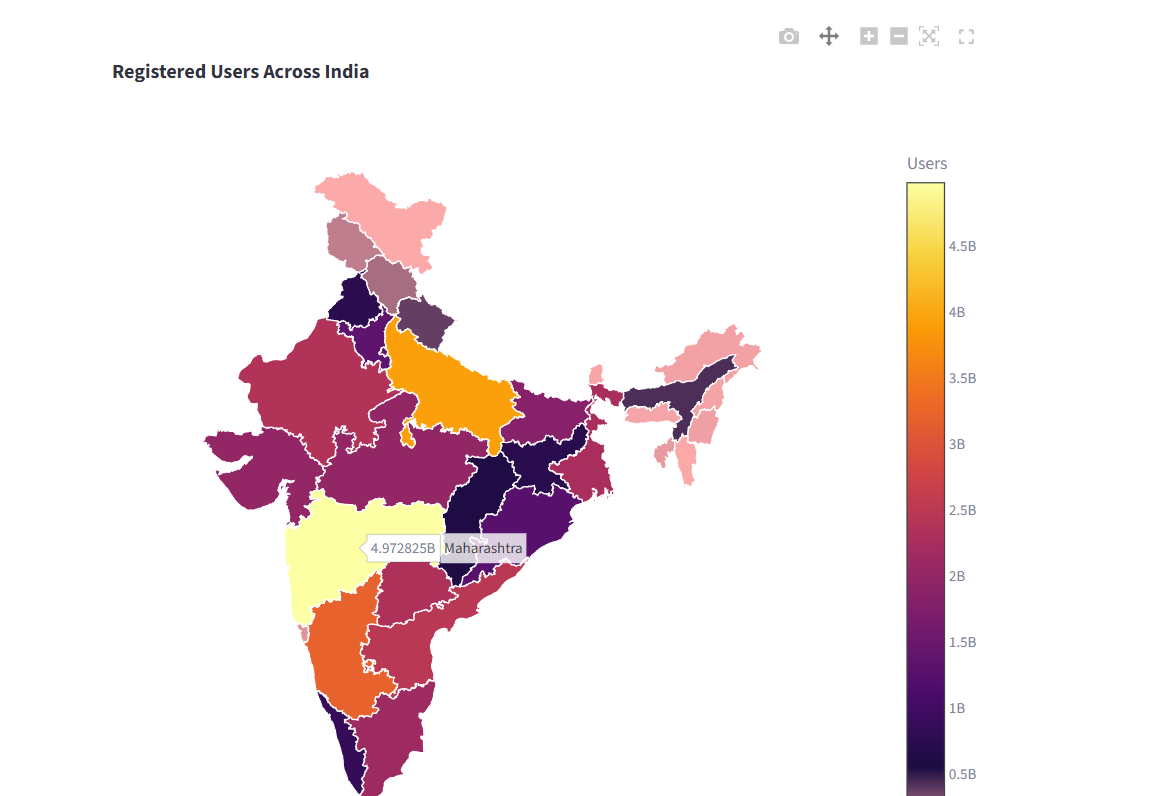 Registered Users Across India
Users
4.5B
4B
3.5B
3B
2.5B
2B
1.5B
1B
0.5B
4.972825B Maharashtra